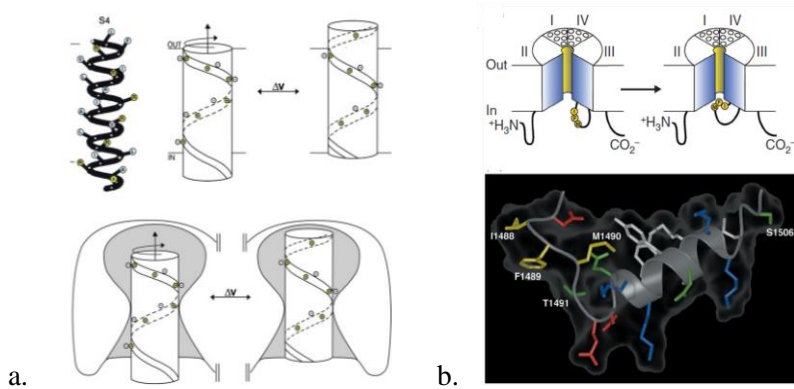 S4
OUT
IN
ΔV
ΔV
a.
I IV
II III
Out
In
⁺H₃N
CO₂⁻
I IV
II III
⁺H₃N
CO₂⁻
I1488
F1489
M1490
T1491
S1506
b.